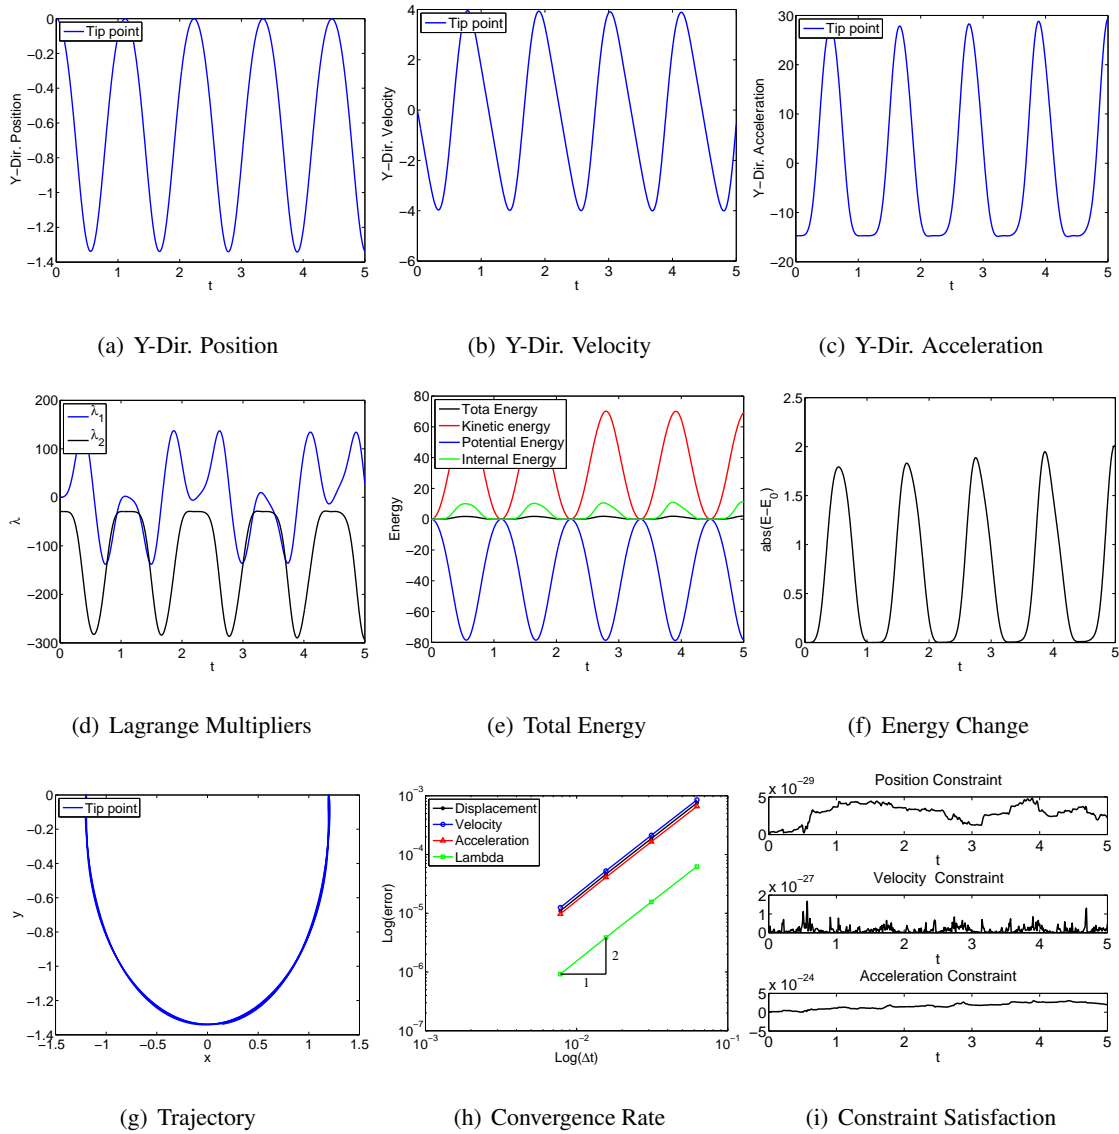 Tip point
0
−0.2
−0.4
−0.6
−0.8
−1
−1.2
−1.4
Y−Dir. Position
0 1 2 3 4 5
t
(a) Y-Dir. Position
Tip point
4
2
0
−2
−4
−6
Y−Dir. Velocity
0 1 2 3 4 5
t
(b) Y-Dir. Velocity
Tip point
30
20
10
0
−10
−20
Y−Dir. Acceleration
0 1 2 3 4 5
t
(c) Y-Dir. Acceleration
λ1
λ2
200
100
0
−100
−200
−300
λ
0 1 2 3 4 5
t
(d) Lagrange Multipliers
Tota Energy
Kinetic energy
Potential Energy
Internal Energy
80
60
40
20
0
−20
−40
−60
−80
Energy
0 1 2 3 4 5
t
(e) Total Energy
2.5
2
1.5
1
0.5
0
abs(E−E0)
0 1 2 3 4 5
t
(f) Energy Change
Tip point
0
−0.2
−0.4
−0.6
−0.8
−1
−1.2
−1.4
y
−1.5 −1 −0.5 0 0.5 1 1.5
x
(g) Trajectory
Displacement
Velocity
Acceleration
Lambda
10−3
10−4
10−5
10−6
10−7
Log(error)
2
1
10−3 10−2 10−1
Log(Δt)
(h) Convergence Rate
x 10−29
Position Constraint
5
0
0 1 2 3 4 5
t
x 10−27
Velocity Constraint
2
1
0
0 1 2 3 4 5
t
x 10−24
Acceleration Constraint
5
0
−5
0 1 2 3 4 5
t
(i) Constraint Satisfaction